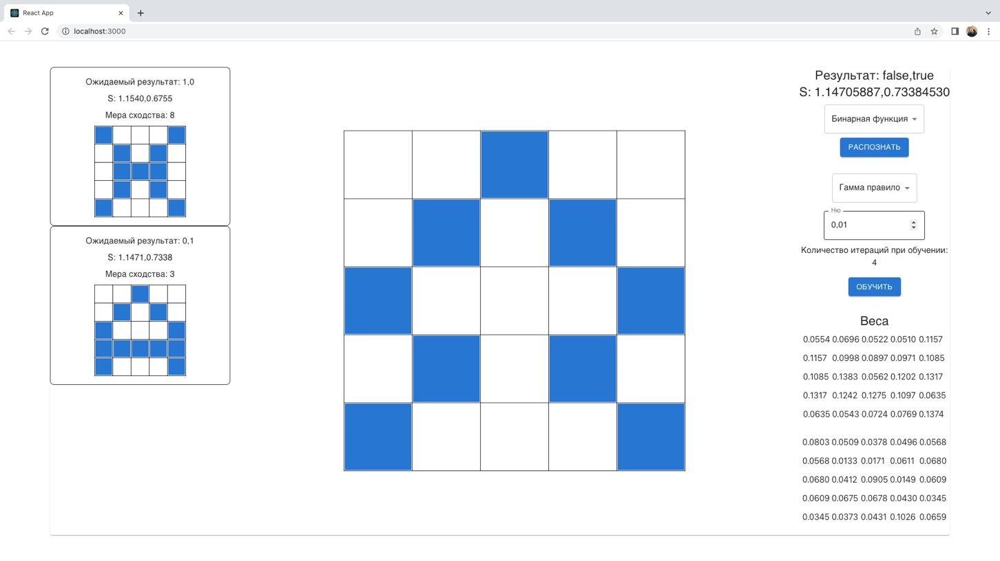 React App
localhost:3000
Ожидаемый результат: 1,0
S: 1.1540,0.6755
Мера сходства: 8
Ожидаемый результат: 0,1
S: 1.1471,0.7338
Мера сходства: 3
Результат: false,true
S: 1.14705887,0.73384530
Бинарная функция
РАСПОЗНАТЬ
Гамма правило
Ню
0,01
Количество итераций при обучении:
4
ОБУЧИТЬ
Веса
0.0554 0.0696 0.0522 0.0510 0.1157
0.1157 0.0998 0.0897 0.0971 0.1085
0.1085 0.1383 0.0562 0.1202 0.1317
0.1317 0.1242 0.1275 0.1097 0.0635
0.0635 0.0543 0.0724 0.0769 0.1374
0.0803 0.0509 0.0378 0.0496 0.0568
0.0568 0.0133 0.0171 0.0611 0.0680
0.0680 0.0412 0.0905 0.0149 0.0609
0.0609 0.0675 0.0678 0.0430 0.0345
0.0345 0.0373 0.0431 0.1026 0.0659